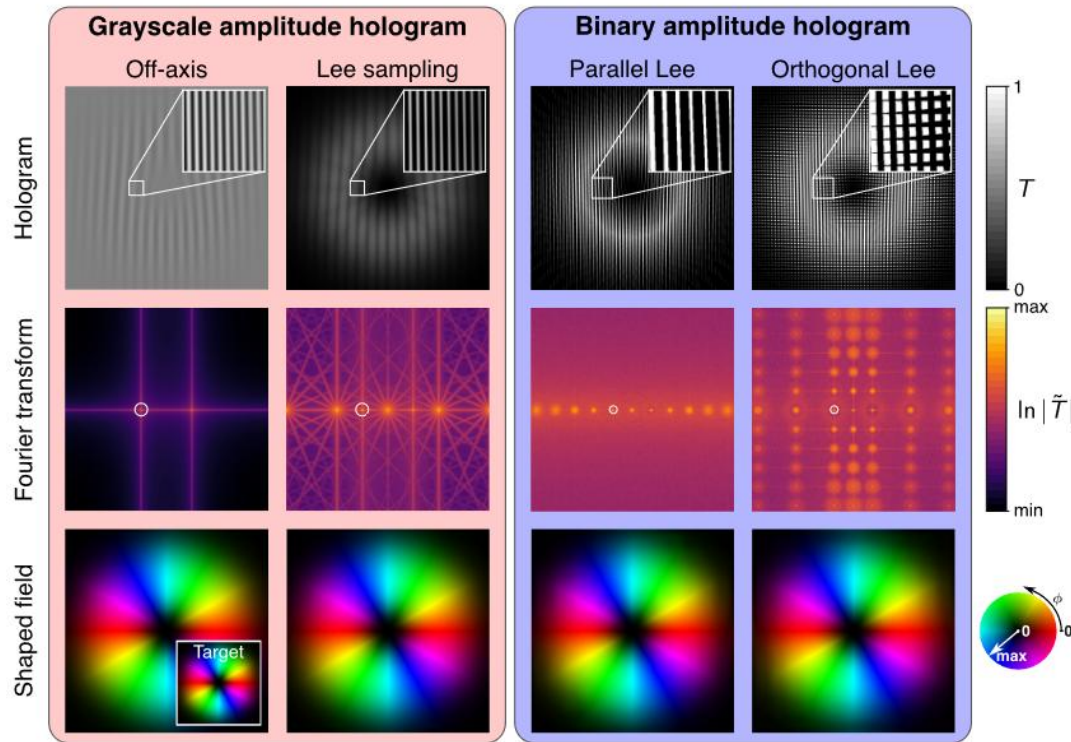 Grayscale amplitude hologram
Binary amplitude hologram
Off-axis
Lee sampling
Parallel Lee
Orthogonal Lee
Hologram
1
T
0
Fourier transform
max
ln |T̃|
min
Shaped field
Target
ϕ
0
0
max